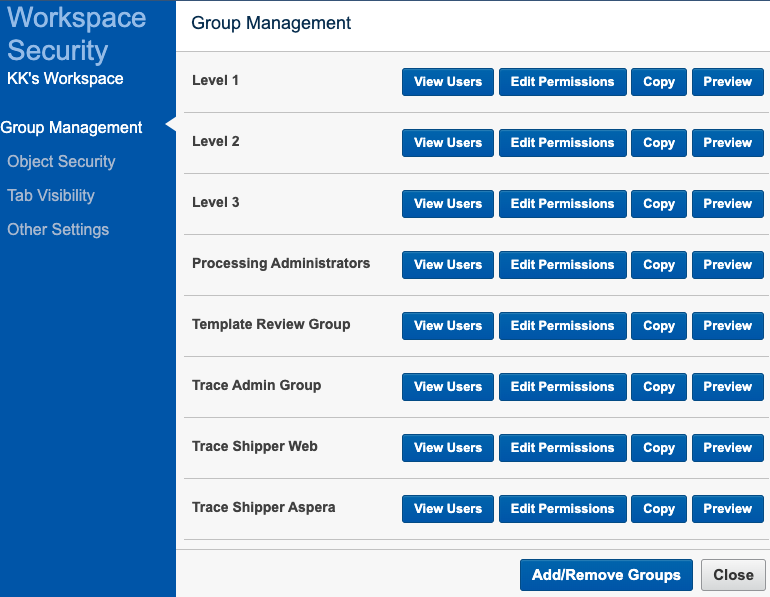 Workspace
Security
KK's Workspace
Group Management
Object Security
Tab Visibility
Other Settings
Group Management
Level 1 View Users Edit Permissions Copy Preview
Level 2 View Users Edit Permissions Copy Preview
Level 3 View Users Edit Permissions Copy Preview
Processing Administrators View Users Edit Permissions Copy Preview
Template Review Group View Users Edit Permissions Copy Preview
Trace Admin Group View Users Edit Permissions Copy Preview
Trace Shipper Web View Users Edit Permissions Copy Preview
Trace Shipper Aspera View Users Edit Permissions Copy Preview
Add/Remove Groups Close